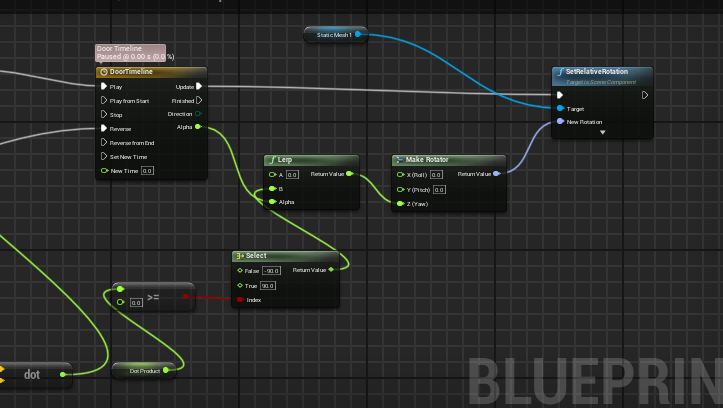 Door Timeline
Paused @ 0.00 s (0.0 %)
Static Mesh1
DoorTimeline
Play
Update
Play from Start
Finished
Stop
Direction
Reverse
Alpha
Reverse from End
Set New Time
New Time 0.0
SetRelativeRotation
Target is Scene Component
Target
New Rotation
Lerp
A 0.0
Return Value
B
Alpha
Make Rotator
X (Roll) 0.0
Return Value
Y (Pitch) 0.0
Z (Yaw)
Select
False -90.0
Return Value
True 90.0
Index
0.0
>=
dot
Dot Product
BLUEPRIN